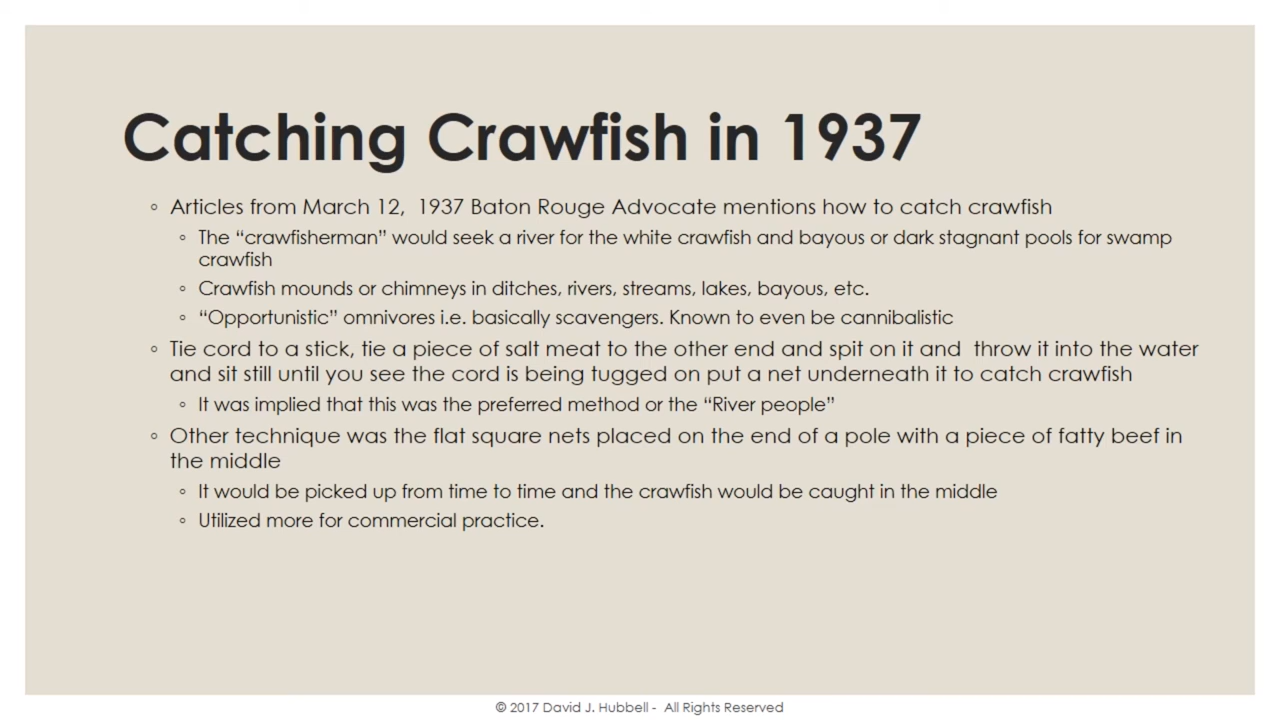 Catching Crawfish in 1937
◦ Articles from March 12,  1937 Baton Rouge Advocate mentions how to catch crawfish
◦ The “crawfisherman” would seek a river for the white crawfish and bayous or dark stagnant pools for swamp
crawfish
◦ Crawfish mounds or chimneys in ditches, rivers, streams, lakes, bayous, etc.
◦ “Opportunistic” omnivores i.e. basically scavengers. Known to even be cannibalistic
◦ Tie cord to a stick, tie a piece of salt meat to the other end and spit on it and  throw it into the water
and sit still until you see the cord is being tugged on put a net underneath it to catch crawfish
◦ It was implied that this was the preferred method or the “River people”
◦ Other technique was the flat square nets placed on the end of a pole with a piece of fatty beef in
the middle
◦ It would be picked up from time to time and the crawfish would be caught in the middle
◦ Utilized more for commercial practice.
© 2017 David J. Hubbell -  All Rights Reserved